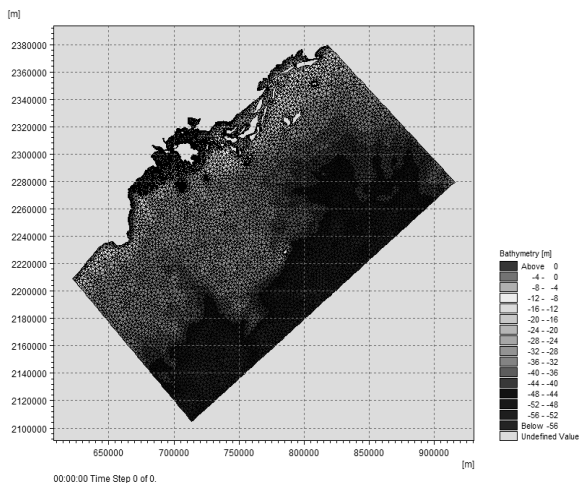 [m]
2380000
2360000
2340000
2320000
2300000
2280000
2260000
2240000
2220000
2200000
2180000
2160000
2140000
2120000
2100000
650000 700000 750000 800000 850000 900000
[m]
00:00:00 Time Step 0 of 0.
Bathymetry [m]
Above 0
-4 - 0
-8 - -4
-12 - -8
-16 - -12
-20 - -16
-24 - -20
-28 - -24
-32 - -28
-36 - -32
-40 - -36
-44 - -40
-48 - -44
-52 - -48
-56 - -52
Below -56
Undefined Value